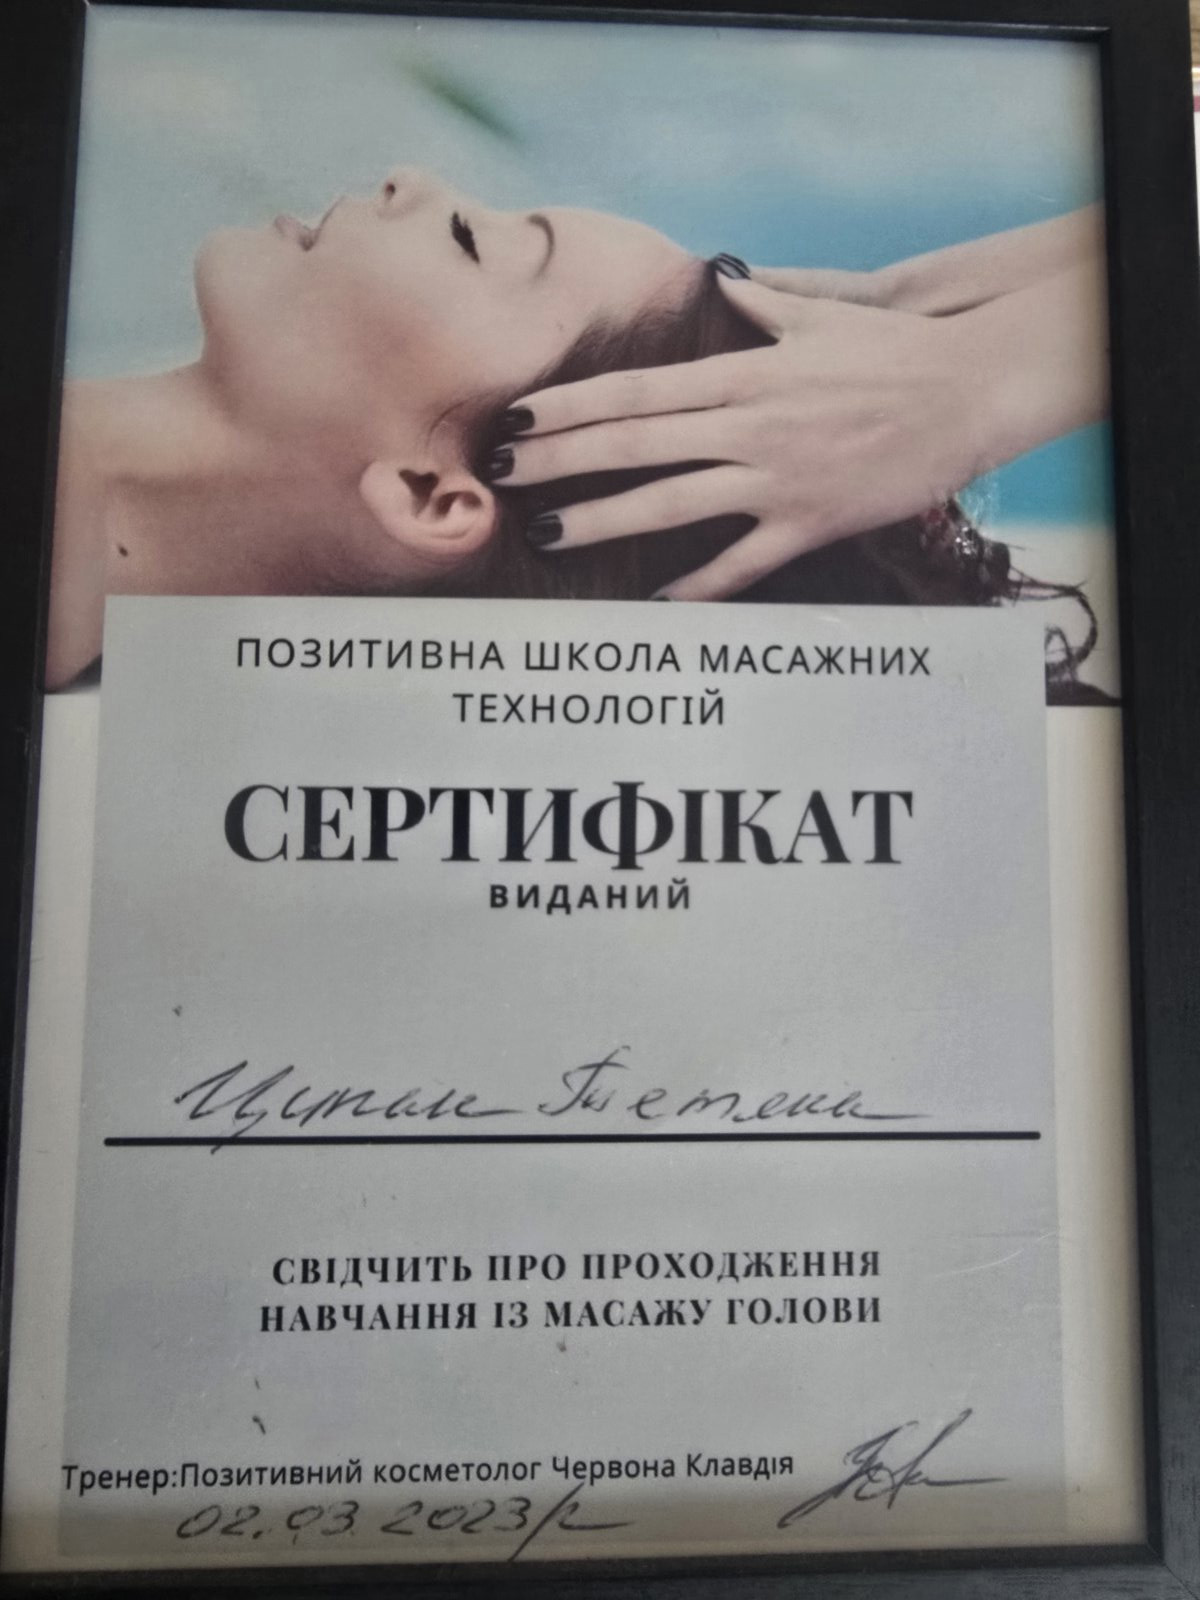 ПОЗИТИВНА ШКОЛА МАСАЖНИХ
ТЕХНОЛОГІЙ
СЕРТИФІКАТ
ВИДАНИЙ
Ципак Тетяна
СВІДЧИТЬ ПРО ПРОХОДЖЕННЯ
НАВЧАННЯ ІЗ МАСАЖУ ГОЛОВИ
Тренер:Позитивний косметолог Червона Клавдія
02.03.2023р